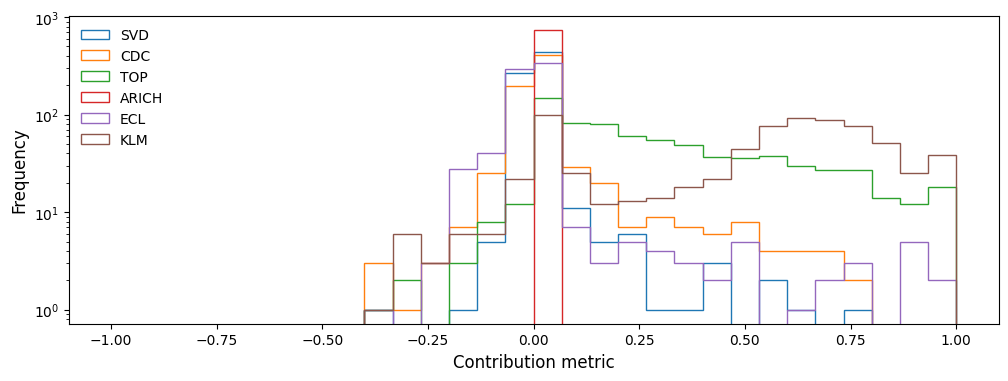 10³
10²
10¹
10⁰
Frequency
SVD
CDC
TOP
ARICH
ECL
KLM
−1.00 −0.75 −0.50 −0.25 0.00 0.25 0.50 0.75 1.00
Contribution metric